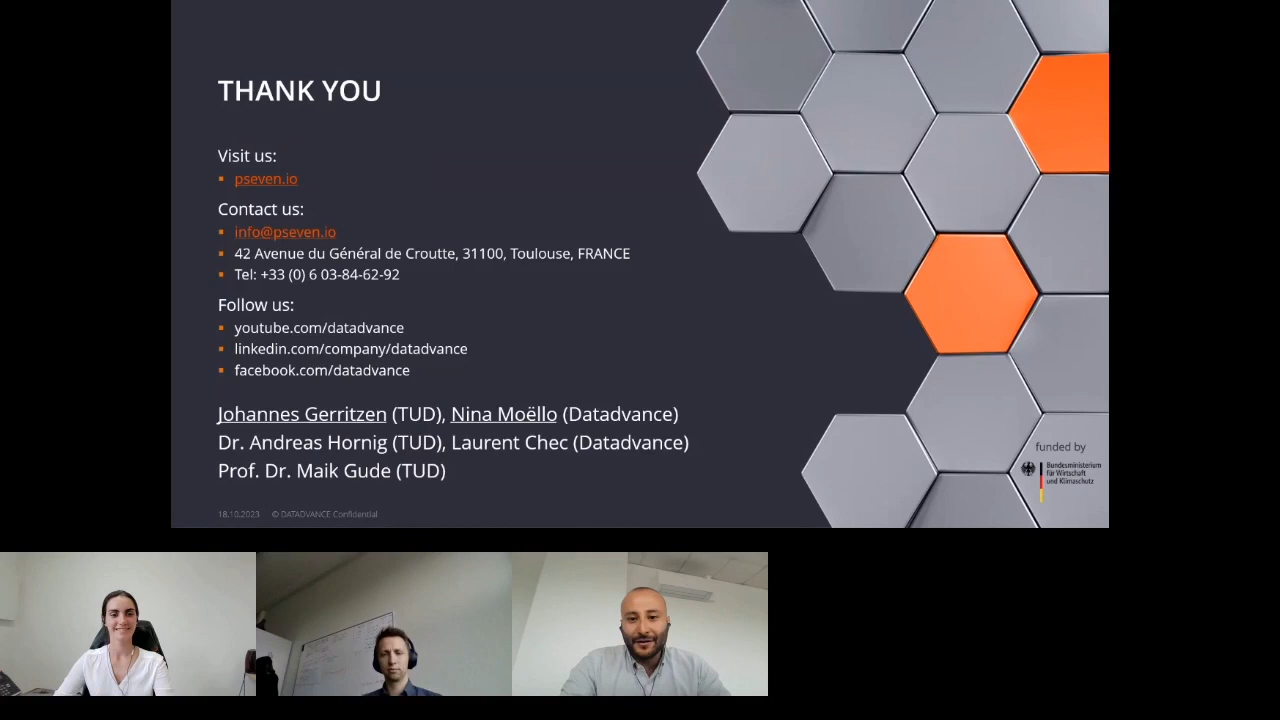 THANK YOU
Visit us:
pseven.io
Contact us:
info@pseven.io
42 Avenue du Général de Croutte, 31100, Toulouse, FRANCE
Tel: +33 (0) 6 03-84-62-92
Follow us:
youtube.com/datadvance
linkedin.com/company/datadvance
facebook.com/datadvance
Johannes Gerritzen (TUD), Nina Moëllo (Datadvance)
Dr. Andreas Hornig (TUD), Laurent Chec (Datadvance)
Prof. Dr. Maik Gude (TUD)
funded by
Bundesministerium
für Wirtschaft
und Klimaschutz
18.10.2023 © DATADVANCE Confidential